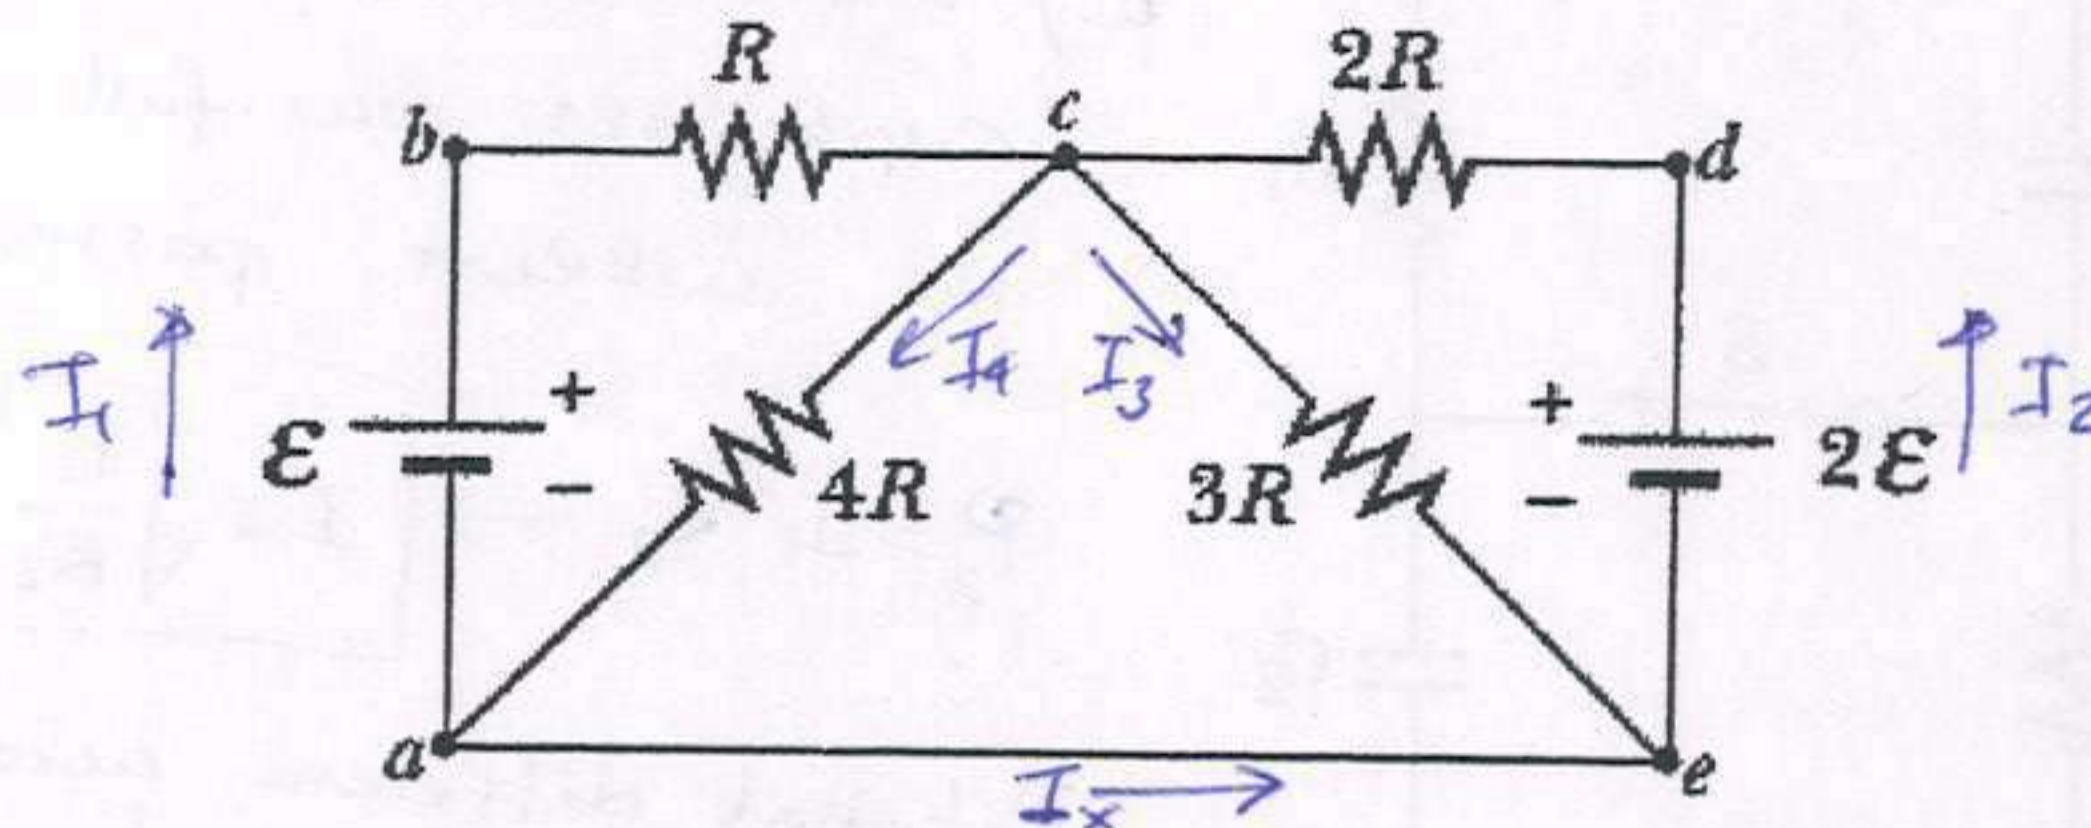 R
2R
b
c
d
I₁
ε
+
−
4R
I₄
I₃
3R
+
−
2ε
I₂
a
e
Iₓ